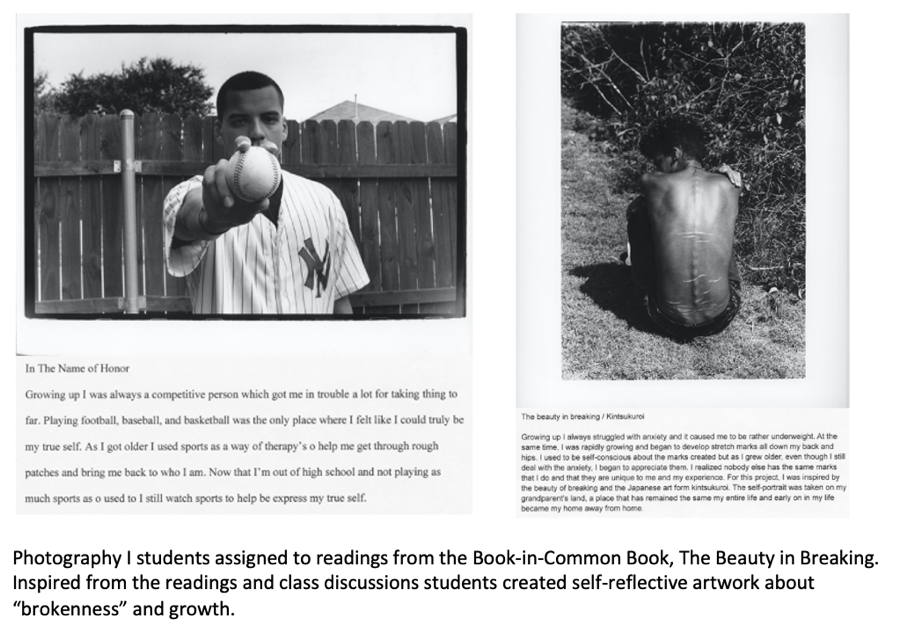 NY
In The Name of Honor
Growing up I was always a competitive person which got me in trouble a lot for taking thing to
far. Playing football, baseball, and basketball was the only place where I felt like I could truly be
my true self. As I got older I used sports as a way of therapy's o help me get through rough
patches and bring me back to who I am. Now that I'm out of high school and not playing as
much sports as o used to I still watch sports to help be express my true self.
The beauty in breaking / Kintsukuroi
Growing up I always struggled with anxiety and it caused me to be rather underweight. At the
same time, I was rapidly growing and began to develop stretch marks all down my back and
hips. I used to be self-conscious about the marks created but as I grew older, even though I still
deal with the anxiety, I began to appreciate them. I realized nobody else has the same marks
that I do and that they are unique to me and my experience. For this project, I was inspired by
the beauty of breaking and the Japanese art form kintsukuroi. The self-portrait was taken on my
grandparent's land, a place that has remained the same my entire life and early on in my life
became my home away from home.
Photography I students assigned to readings from the Book-in-Common Book, The Beauty in Breaking.
Inspired from the readings and class discussions students created self-reflective artwork about
“brokenness” and growth.